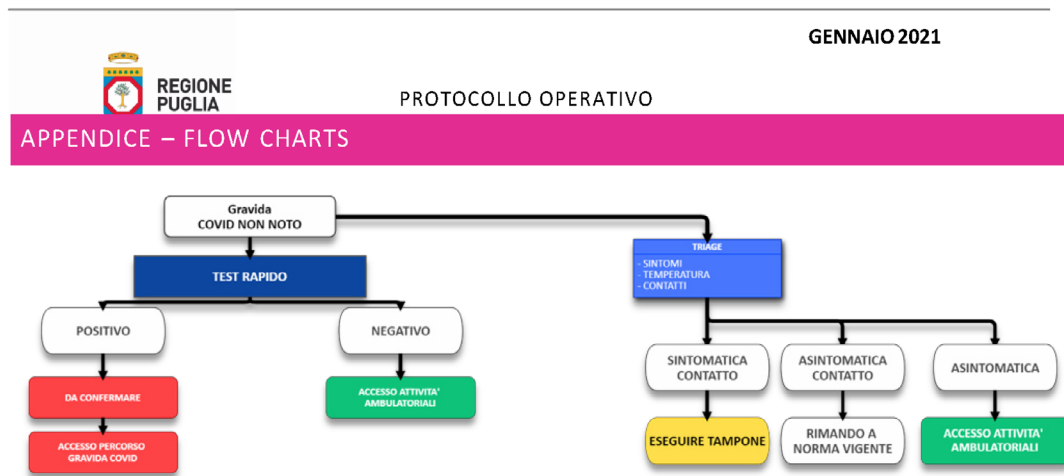 GENNAIO 2021
REGIONE
PUGLIA
PROTOCOLLO OPERATIVO
APPENDICE – FLOW CHARTS
Gravida
COVID NON NOTO
TEST RAPIDO
TRIAGE
- SINTOMI
- TEMPERATURA
- CONTATTI
POSITIVO
NEGATIVO
SINTOMATICA
CONTATTO
ASINTOMATICA
CONTATTO
ASINTOMATICA
DA CONFERMARE
ACCESSO ATTIVITA'
AMBULATORIALI
ESEGUIRE TAMPONE
RIMANDO A
NORMA VIGENTE
ACCESSO ATTIVITA'
AMBULATORIALI
ACCESSO PERCORSO
GRAVIDA COVID